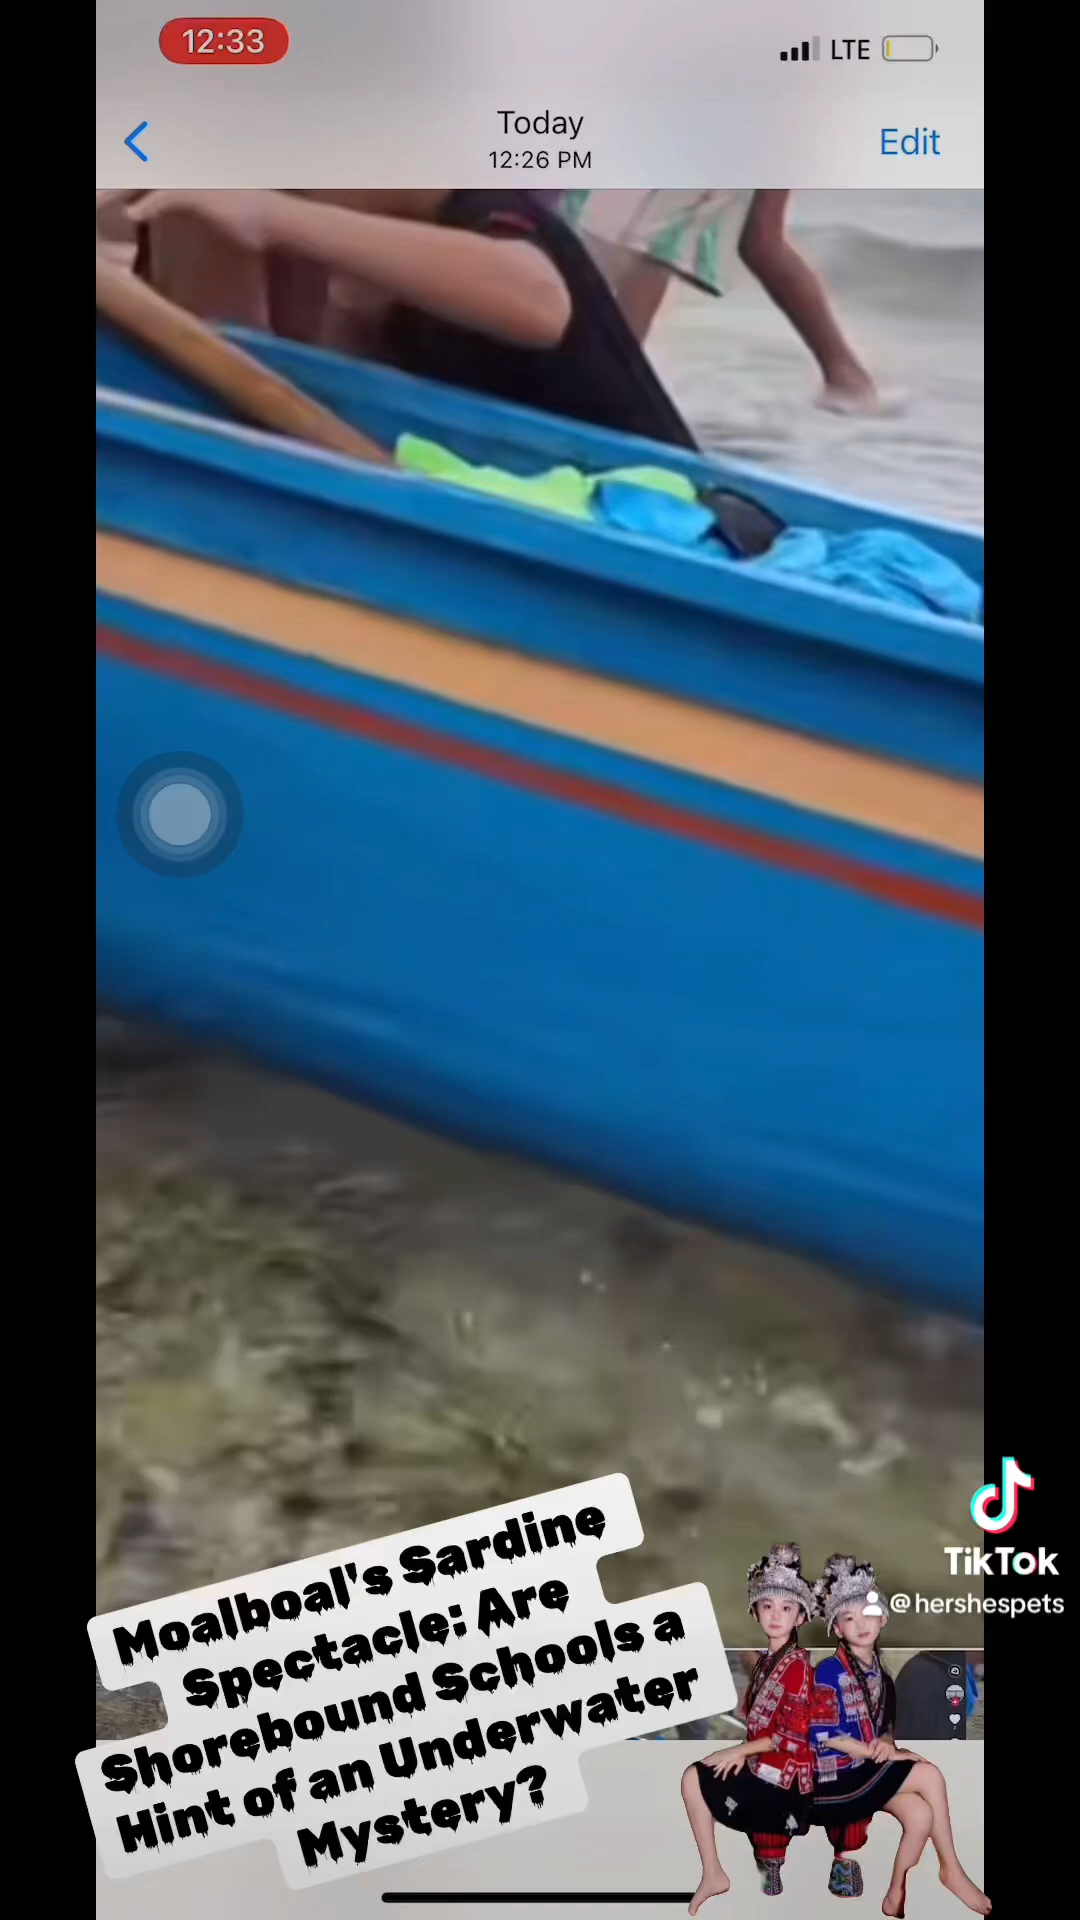 12:33
LTE
Today
12:26 PM
Edit
Moalboal's Sardine
Spectacle: Are
Shorebound Schools a
Hint of an Underwater
Mystery?
TikTok
@hershespets